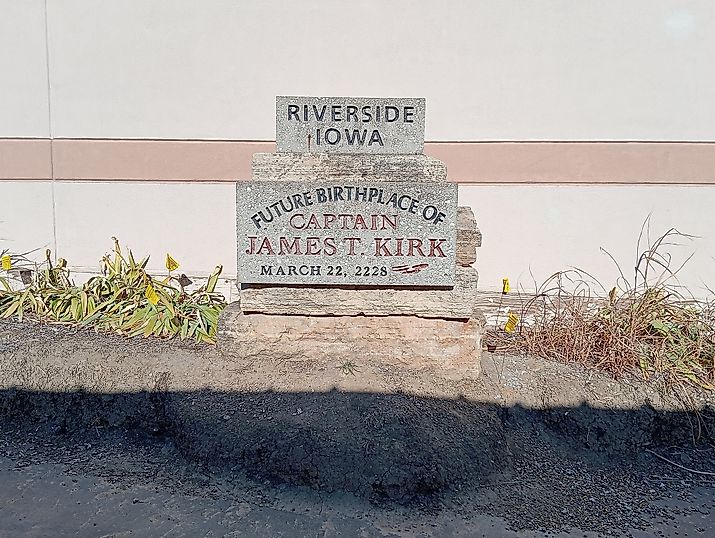 RIVERSIDE
IOWA
FUTURE BIRTHPLACE OF
CAPTAIN
JAMES T. KIRK
MARCH 22, 2228